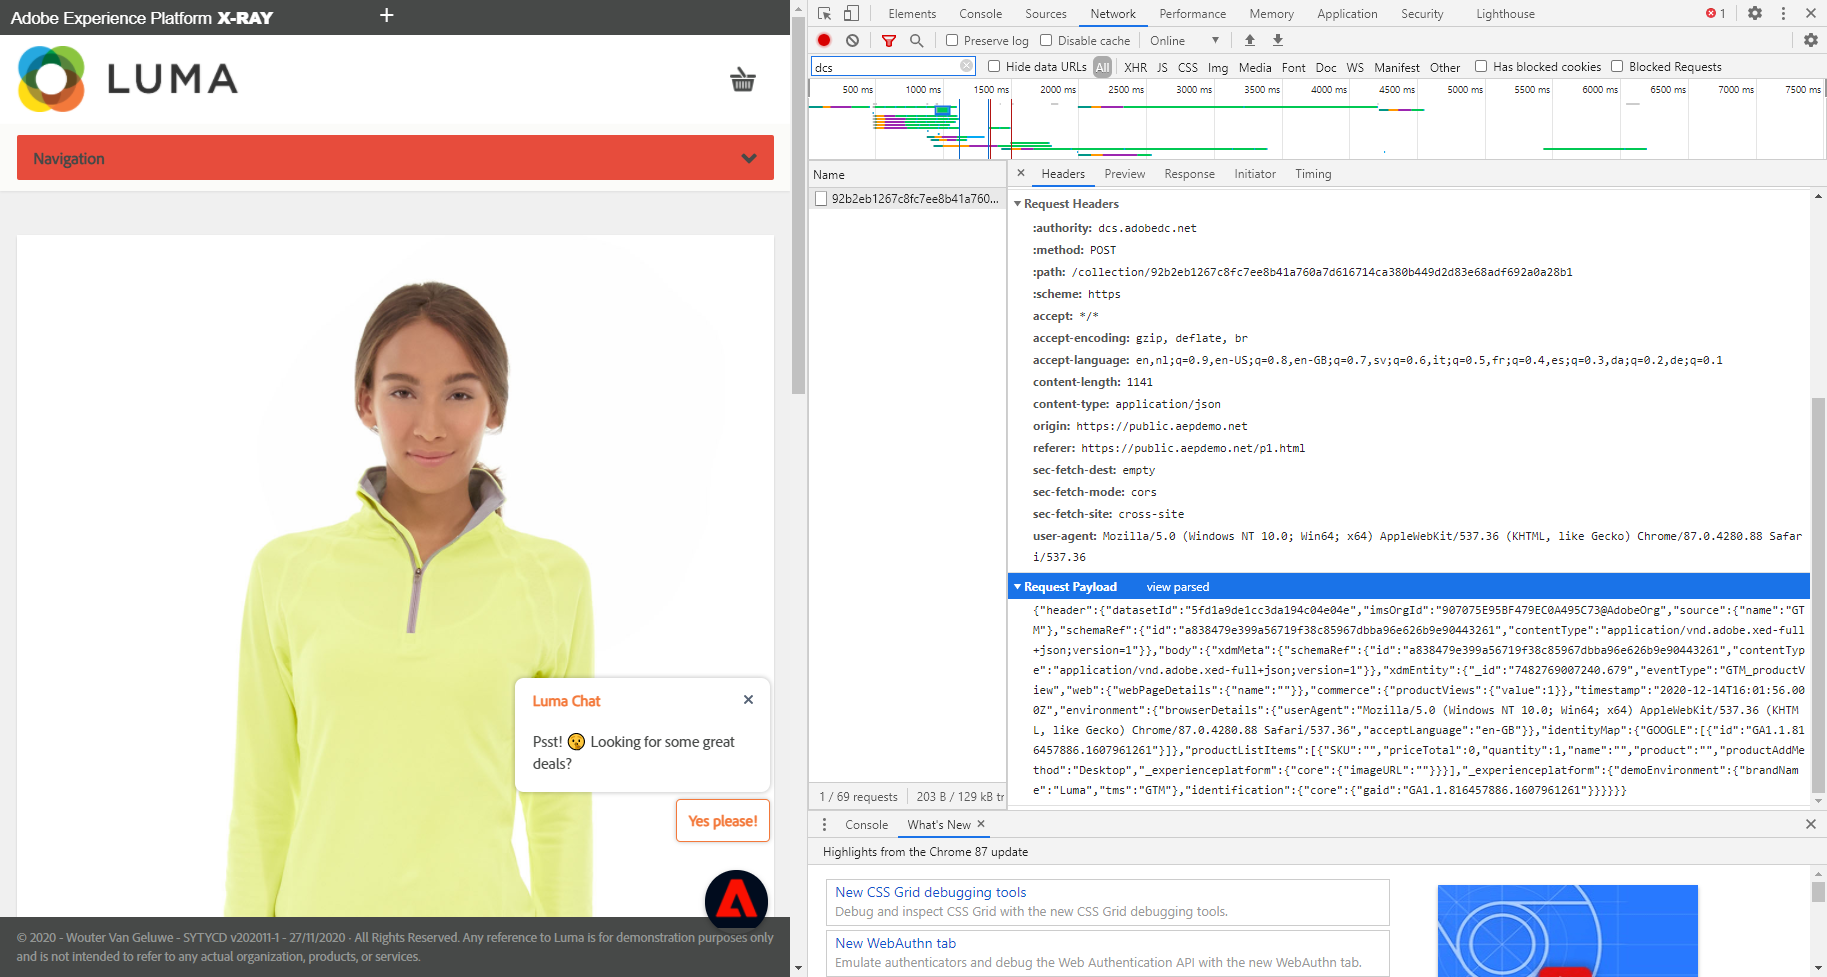 Adobe Experience Platform X-RAY
+
LUMA
Navigation
Luma Chat
Psst! 🤫 Looking for some great
deals?
Yes please!
© 2020 - Wouter Van Geluwe - SYTYCD v202011-1 - 27/11/2020 · All Rights Reserved. Any reference to Luma is for demonstration purposes only
and is not intended to refer to any actual organization, products, or services.
Elements Console Sources Network Performance Memory Application Security Lighthouse 1
Preserve log Disable cache Online
dcs Hide data URLs All XHR JS CSS Img Media Font Doc WS Manifest Other Has blocked cookies Blocked Requests
500 ms 1000 ms 1500 ms 2000 ms 2500 ms 3000 ms 3500 ms 4000 ms 4500 ms 5000 ms 5500 ms 6000 ms 6500 ms 7000 ms 7500 ms
Name
92b2eb1267c8fc7ee8b41a760...
1 / 69 requests 203 B / 129 kB tr
Headers Preview Response Initiator Timing
Request Headers
:authority: dcs.adobedc.net
:method: POST
:path: /collection/92b2eb1267c8fc7ee8b41a760a7d616714ca380b449d2d83e68adf692a0a28b1
:scheme: https
accept: */*
accept-encoding: gzip, deflate, br
accept-language: en,nl;q=0.9,en-US;q=0.8,en-GB;q=0.7,sv;q=0.6,it;q=0.5,fr;q=0.4,es;q=0.3,da;q=0.2,de;q=0.1
content-length: 1141
content-type: application/json
origin: https://public.aepdemo.net
referer: https://public.aepdemo.net/p1.html
sec-fetch-dest: empty
sec-fetch-mode: cors
sec-fetch-site: cross-site
user-agent: Mozilla/5.0 (Windows NT 10.0; Win64; x64) AppleWebKit/537.36 (KHTML, like Gecko) Chrome/87.0.4280.88 Safar
i/537.36
Request Payload view parsed
{"header":{"datasetId":"5fd1a9de1cc3da194c04e04e","imsOrgId":"907075E95BF479EC0A495C73@AdobeOrg","source":{"name":"GT
M"},"schemaRef":{"id":"a838479e399a56719f38c85967dbba96e626b9e90443261","contentType":"application/vnd.adobe.xed-full
+json;version=1"}},"body":{"xdmMeta":{"schemaRef":{"id":"a838479e399a56719f38c85967dbba96e626b9e90443261","contentTyp
e":"application/vnd.adobe.xed-full+json;version=1"}},"xdmEntity":{"_id":"7482769007240.679","eventType":"GTM_productV
iew","web":{"webPageDetails":{"name":""}},"commerce":{"productViews":{"value":1}},"timestamp":"2020-12-14T16:01:56.00
0Z","environment":{"browserDetails":{"userAgent":"Mozilla/5.0 (Windows NT 10.0; Win64; x64) AppleWebKit/537.36 (KHTM
L, like Gecko) Chrome/87.0.4280.88 Safari/537.36","acceptLanguage":"en-GB"}},"identityMap":{"GOOGLE":[{"id":"GA1.1.81
6457886.1607961261"}]},"productListItems":[{"SKU":"","priceTotal":0,"quantity":1,"name":"","product":"","productAddMe
thod":"Desktop","_experienceplatform":{"core":{"imageURL":""}}}],"_experienceplatform":{"demoEnvironment":{"brandNam
e":"Luma","tms":"GTM"},"identification":{"core":{"gaid":"GA1.1.816457886.1607961261"}}}}}}
Console What's New
Highlights from the Chrome 87 update
New CSS Grid debugging tools
Debug and inspect CSS Grid with the new CSS Grid debugging tools.
New WebAuthn tab
Emulate authenticators and debug the Web Authentication API with the new WebAuthn tab.